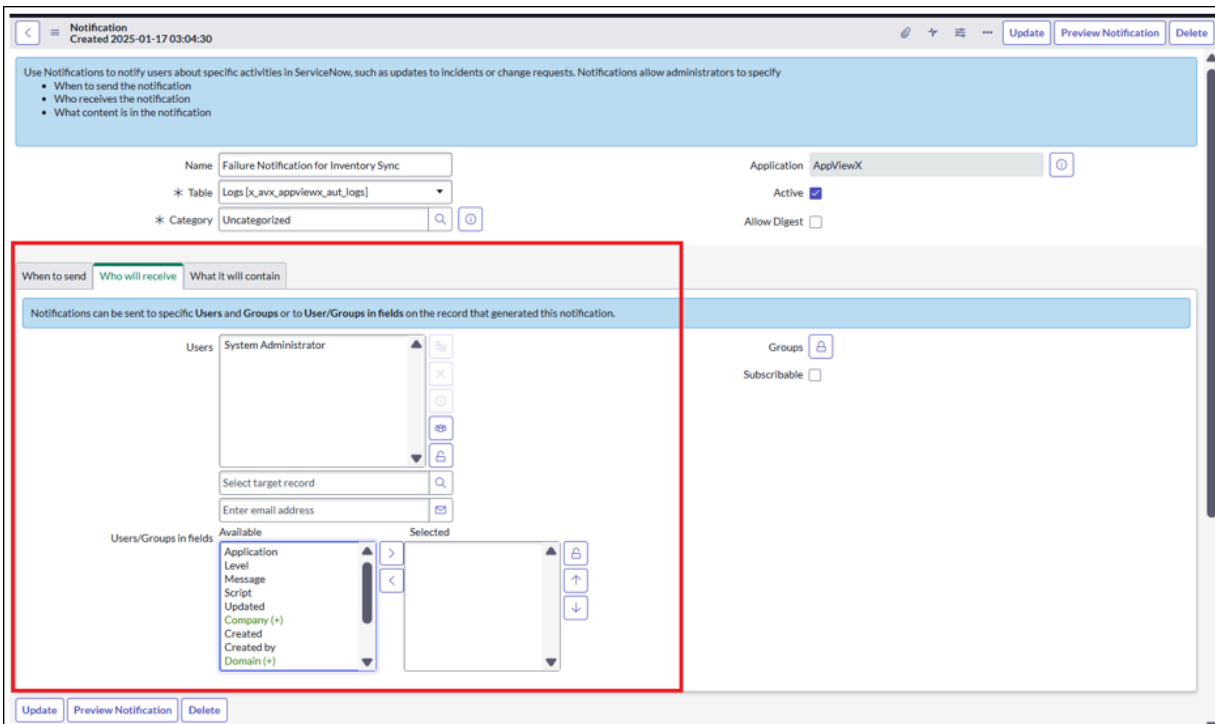 Notification
Created 2025-01-17 03:04:30
Update
Preview Notification
Delete
Use Notifications to notify users about specific activities in ServiceNow, such as updates to incidents or change requests. Notifications allow administrators to specify
• When to send the notification
• Who receives the notification
• What content is in the notification
Name Failure Notification for Inventory Sync
Application AppViewX
Table Logs [x_avx_appviewx_aut_logs]
Active
Category Uncategorized
Allow Digest
When to send Who will receive What it will contain
Notifications can be sent to specific Users and Groups or to User/Groups in fields on the record that generated this notification.
Users System Administrator
Groups
Subscribable
Select target record
Enter email address
Users/Groups in fields
Available Selected
Application
Level
Message
Script
Updated
Company (+)
Created
Created by
Domain (+)
Update Preview Notification Delete